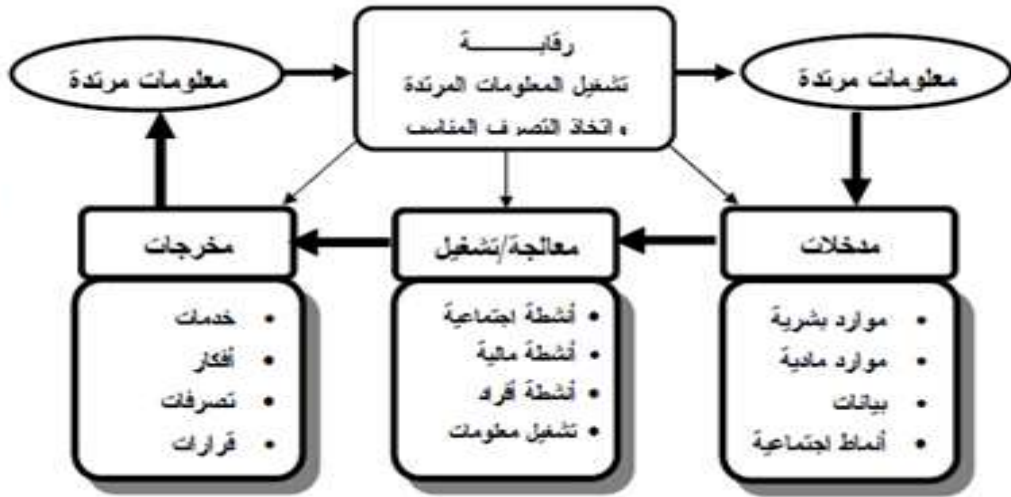 معلومات مرتدة
رقابـــــــــة
تشغيل المعلومات المرتدة
واتخاذ التصرف المناسب
معلومات مرتدة
مدخلات
• موارد بشرية
• موارد مادية
• بيانات
• أنماط اجتماعية
معالجة/تشغيل
• أنشطة اجتماعية
• أنشطة مالية
• أنشطة أفراد
• تشغيل معلومات
مخرجات
• خدمات
• أفكار
• تصرفات
• قرارات